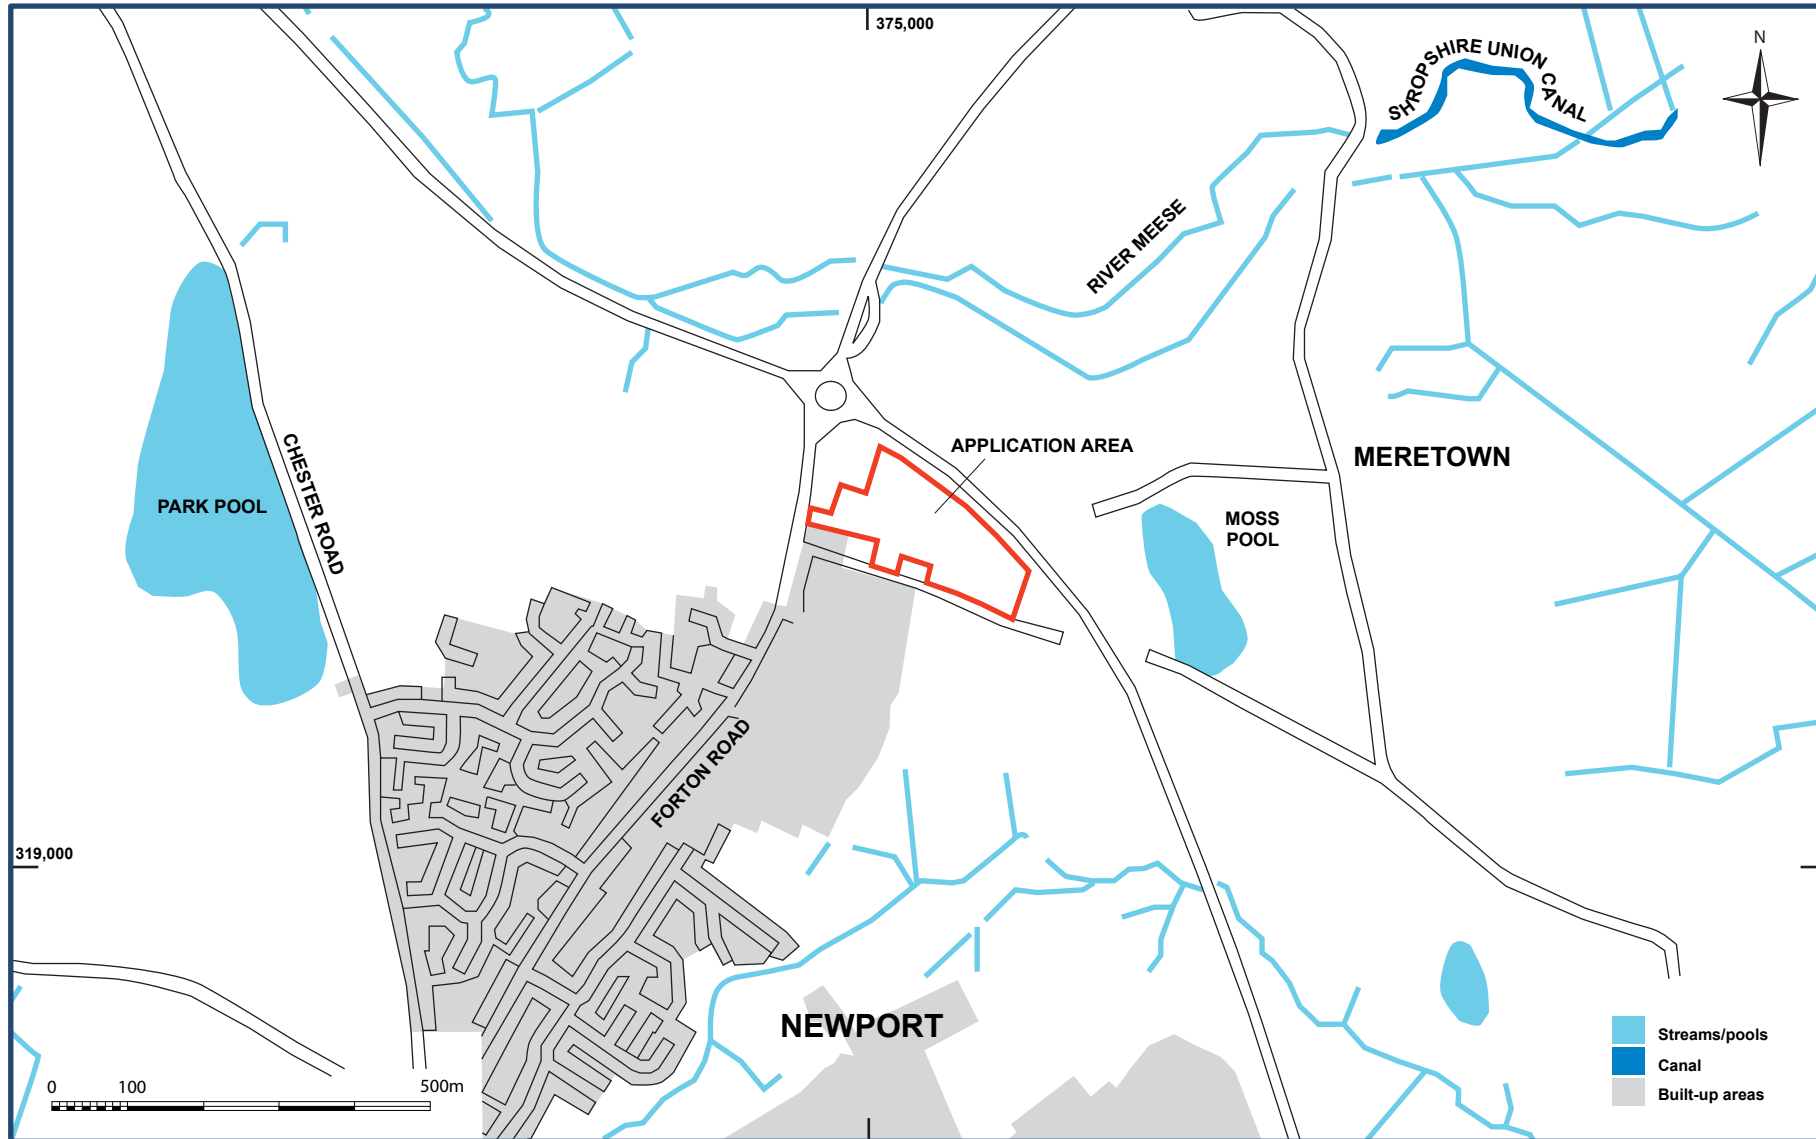 375,000
N
SHROPSHIRE UNION CANAL
RIVER MEESE
CHESTER ROAD
PARK POOL
APPLICATION AREA
MERETOWN
MOSS
POOL
FORTON ROAD
319,000
NEWPORT
0 100 500m
Streams/pools
Canal
Built-up areas